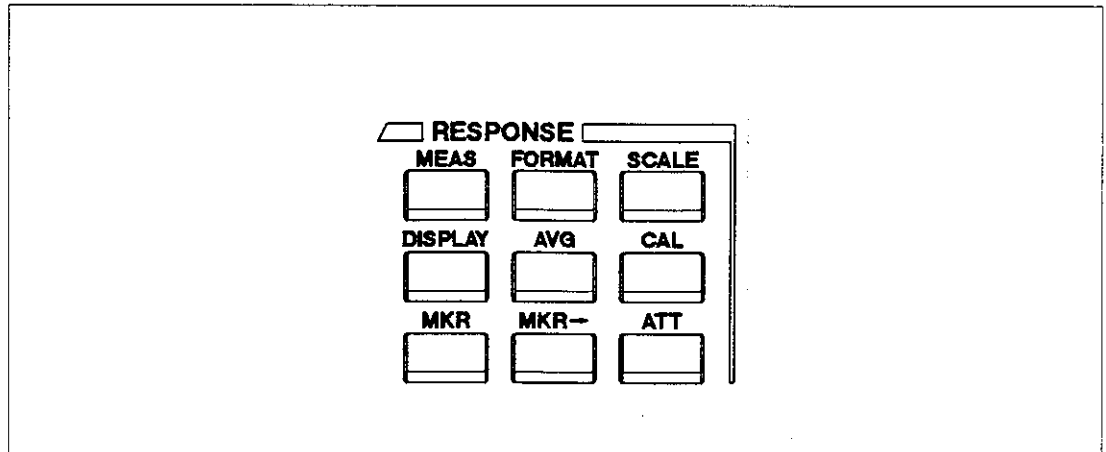 RESPONSE
MEAS FORMAT SCALE
DISPLAY AVG CAL
MKR MKR→ ATT